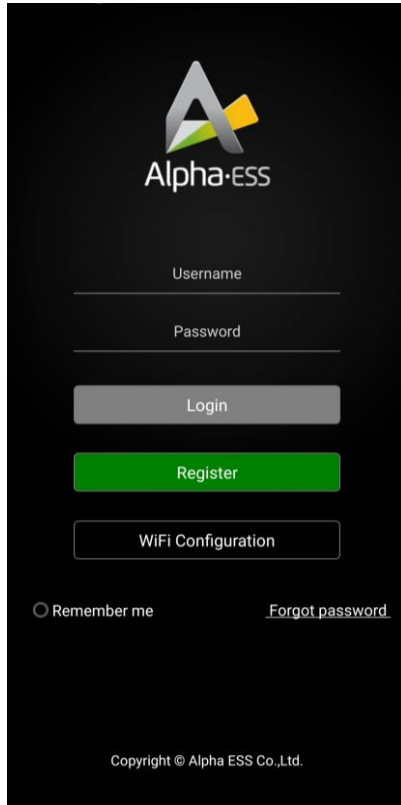 Alpha·ESS
Username
Password
Login
Register
WiFi Configuration
Remember me Forgot password
Copyright © Alpha ESS Co.,Ltd.